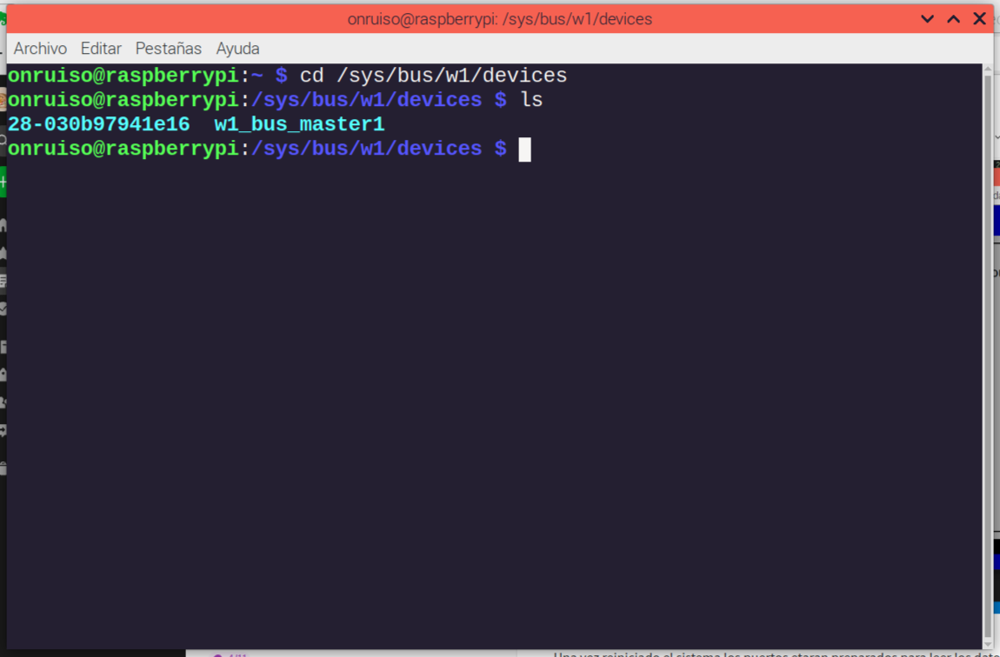 onruiso@raspberrypi: /sys/bus/w1/devices
Archivo Editar Pestañas Ayuda
onruiso@raspberrypi:~ $ cd /sys/bus/w1/devices
onruiso@raspberrypi:/sys/bus/w1/devices $ ls
28-030b97941e16  w1_bus_master1
onruiso@raspberrypi:/sys/bus/w1/devices $